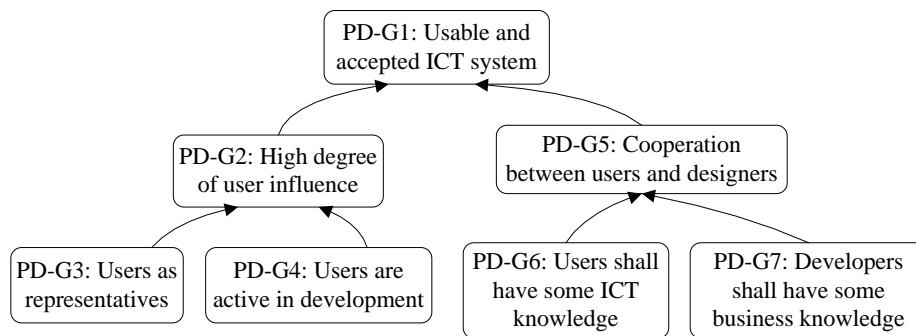 PD-G1: Usable and
accepted ICT system
PD-G2: High degree
of user influence
PD-G5: Cooperation
between users and designers
PD-G3: Users as
representatives
PD-G4: Users are
active in development
PD-G6: Users shall
have some ICT
knowledge
PD-G7: Developers
shall have some
business knowledge